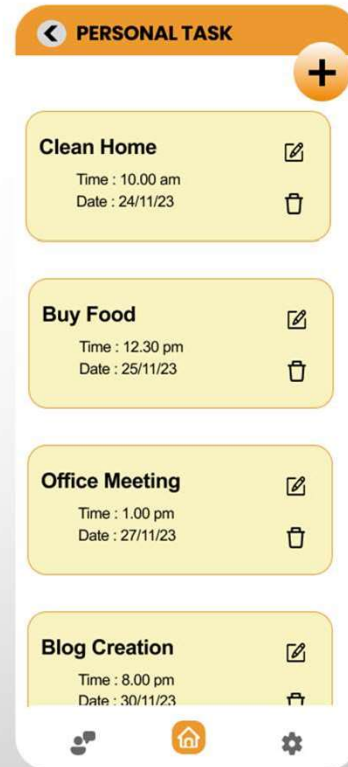 PERSONAL TASK
Clean Home
Time : 10.00 am
Date : 24/11/23
Buy Food
Time : 12.30 pm
Date : 25/11/23
Office Meeting
Time : 1.00 pm
Date : 27/11/23
Blog Creation
Time : 8.00 pm
Date : 30/11/23